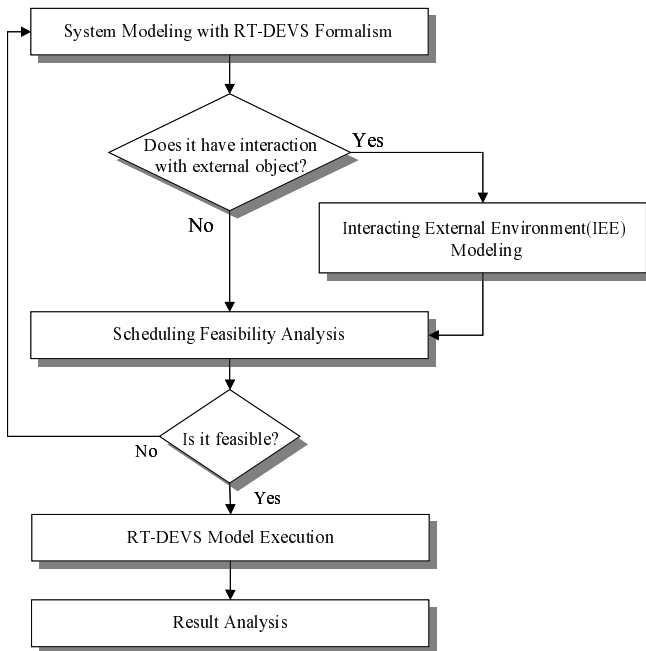 System Modeling with RT-DEVS Formalism
Does it have interaction
with external object?
Yes
No
Interacting External Environment(IEE)
Modeling
Scheduling Feasibility Analysis
Is it feasible?
No
Yes
RT-DEVS Model Execution
Result Analysis